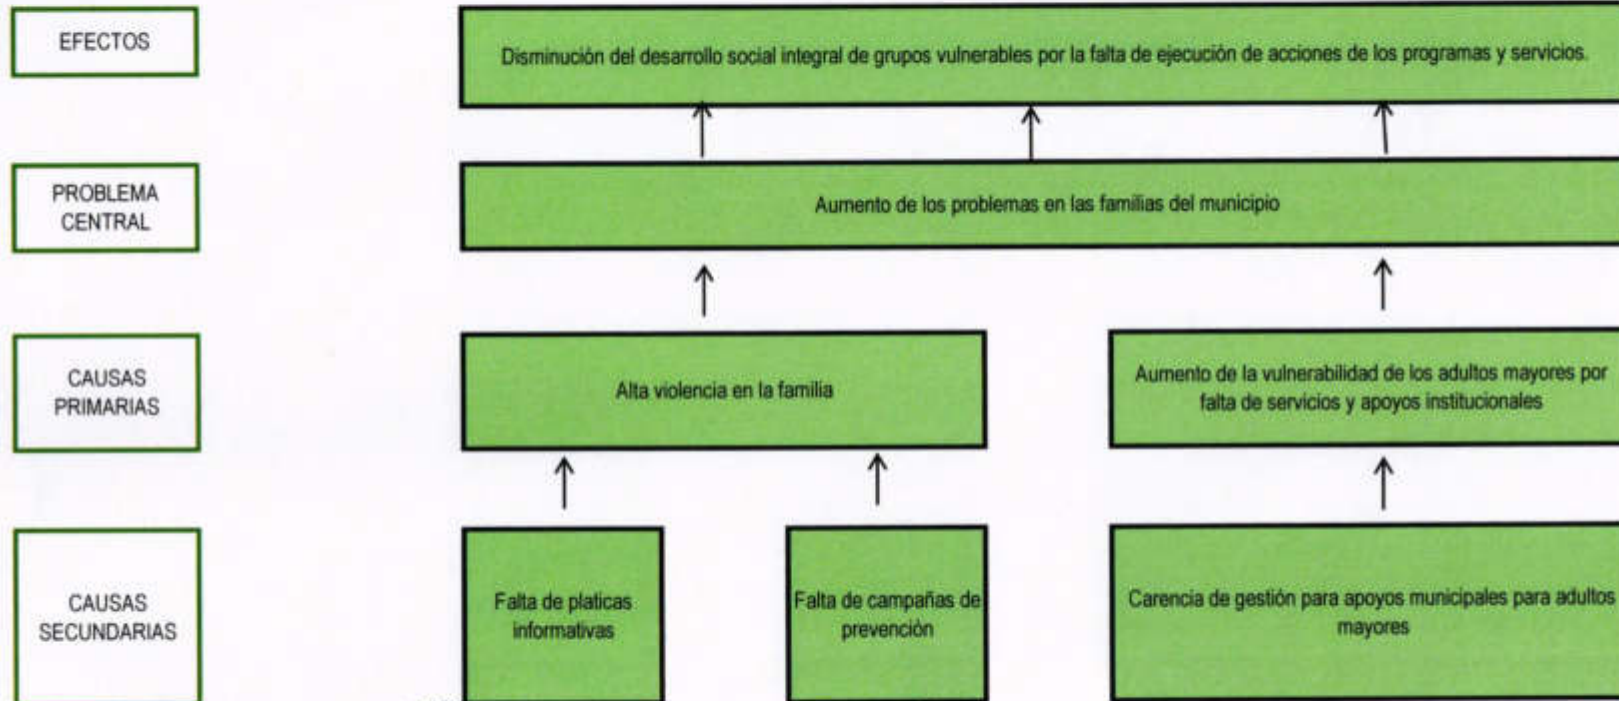 EFECTOS
Disminución del desarrollo social integral de grupos vulnerables por la falta de ejecución de acciones de los programas y servicios.
PROBLEMA
CENTRAL
Aumento de los problemas en las familias del municipio
CAUSAS
PRIMARIAS
Alta violencia en la familia
Aumento de la vulnerabilidad de los adultos mayores por
falta de servicios y apoyos institucionales
CAUSAS
SECUNDARIAS
Falta de platicas
informativas
Falta de campañas de
prevención
Carencia de gestión para apoyos municipales para adultos
mayores